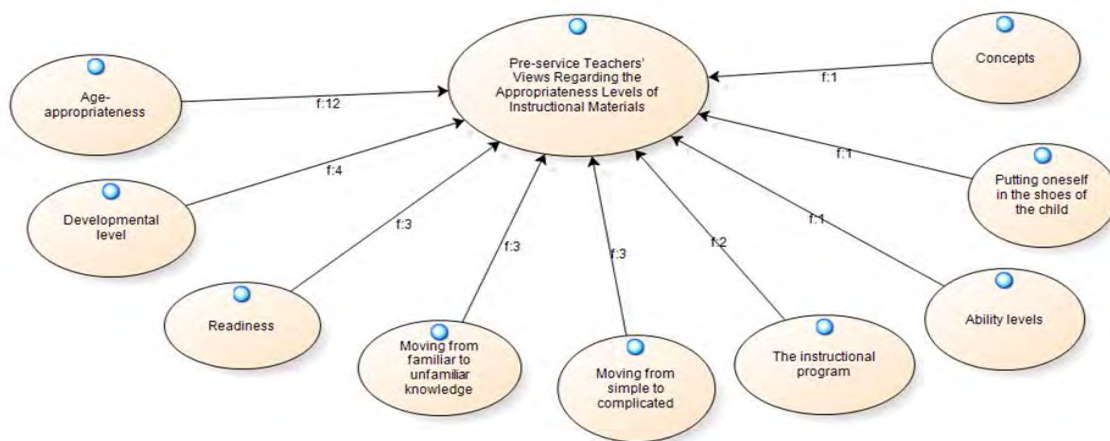 Pre-service Teachers'
Views Regarding the
Appropriateness Levels of
Instructional Materials
Concepts
Age-
appropriateness
f:12
f:1
Developmental
level
f:4
f:1
Putting oneself
in the shoes of
the child
Readiness
f:3
f:3
f:3
f:2
f:1
Ability levels
Moving from
familiar to
unfamiliar
knowledge
Moving from
simple to
complicated
The instructional
program